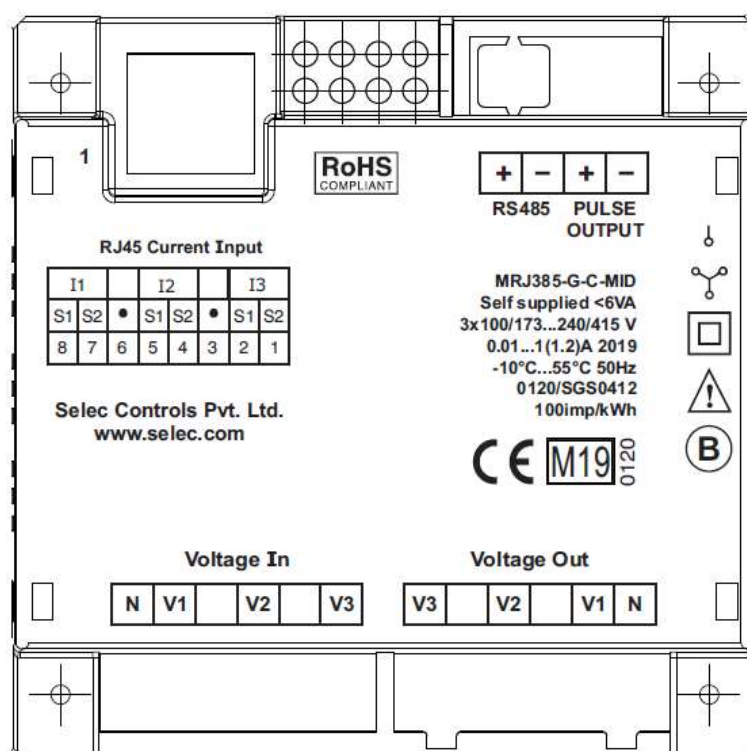 1
RoHS
COMPLIANT
+ − + −
RS485 PULSE
OUTPUT
RJ45 Current Input
I1 I2 I3
S1 S2 • S1 S2 • S1 S2
8 7 6 5 4 3 2 1
MRJ385-G-C-MID
Self supplied <6VA
3x100/173...240/415 V
0.01...1(1.2)A 2019
-10°C...55°C 50Hz
0120/SGS0412
100imp/kWh
Selec Controls Pvt. Ltd.
www.selec.com
CE M19 0120
!
B
Voltage In
N V1 V2 V3
Voltage Out
V3 V2 V1 N